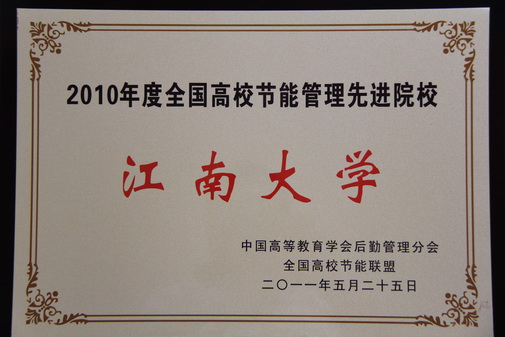 2010年度全国高校节能管理先进院校
江南大学
中国高等教育学会后勤管理分会
全国高校节能联盟
二〇一一年五月二十五日